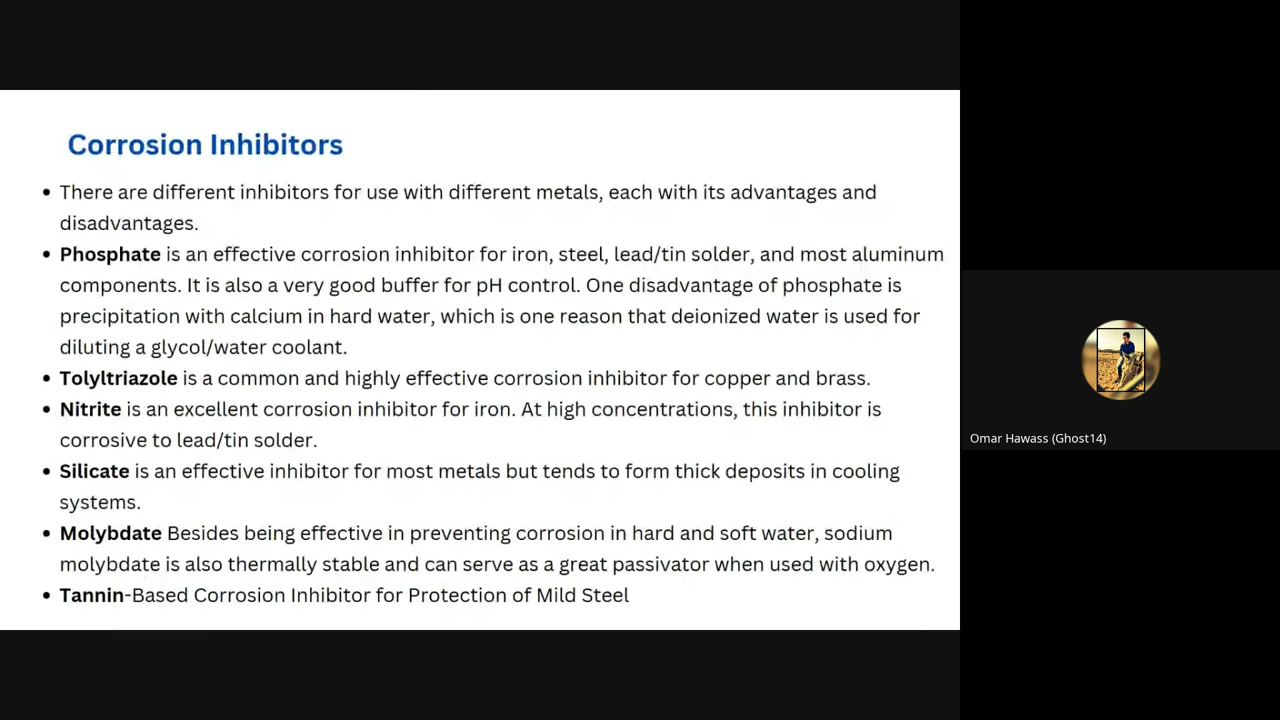 Corrosion Inhibitors
• There are different inhibitors for use with different metals, each with its advantages and
disadvantages.
• Phosphate is an effective corrosion inhibitor for iron, steel, lead/tin solder, and most aluminum
components. It is also a very good buffer for pH control. One disadvantage of phosphate is
precipitation with calcium in hard water, which is one reason that deionized water is used for
diluting a glycol/water coolant.
• Tolyltriazole is a common and highly effective corrosion inhibitor for copper and brass.
• Nitrite is an excellent corrosion inhibitor for iron. At high concentrations, this inhibitor is
corrosive to lead/tin solder.
• Silicate is an effective inhibitor for most metals but tends to form thick deposits in cooling
systems.
• Molybdate Besides being effective in preventing corrosion in hard and soft water, sodium
molybdate is also thermally stable and can serve as a great passivator when used with oxygen.
• Tannin-Based Corrosion Inhibitor for Protection of Mild Steel
Omar Hawass (Ghost14)